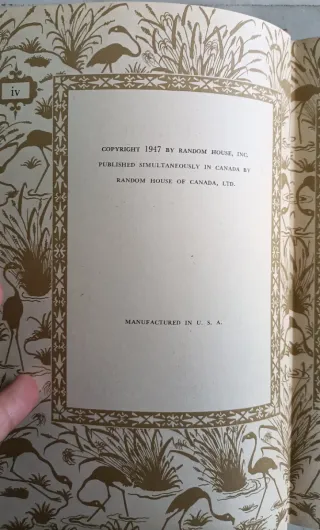 iv
COPYRIGHT 1947 BY RANDOM HOUSE, INC.
PUBLISHED SIMULTANEOUSLY IN CANADA BY
RANDOM HOUSE OF CANADA, LTD.
MANUFACTURED IN U. S. A.